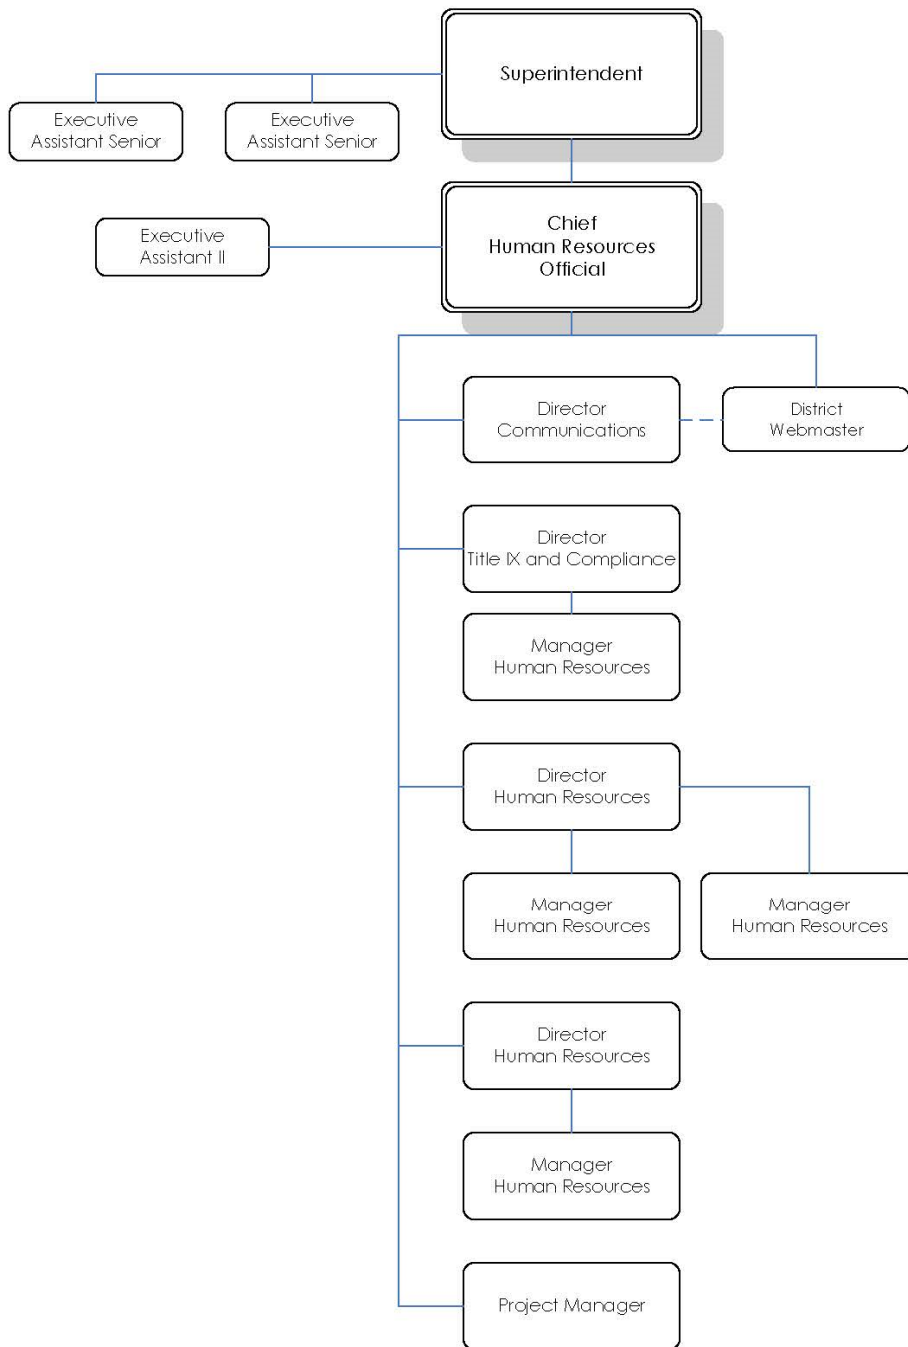 Superintendent
Executive
Assistant Senior
Executive
Assistant Senior
Chief
Human Resources
Official
Executive
Assistant II
Director
Communications
District
Webmaster
Director
Title IX and Compliance
Manager
Human Resources
Director
Human Resources
Manager
Human Resources
Manager
Human Resources
Director
Human Resources
Manager
Human Resources
Project Manager